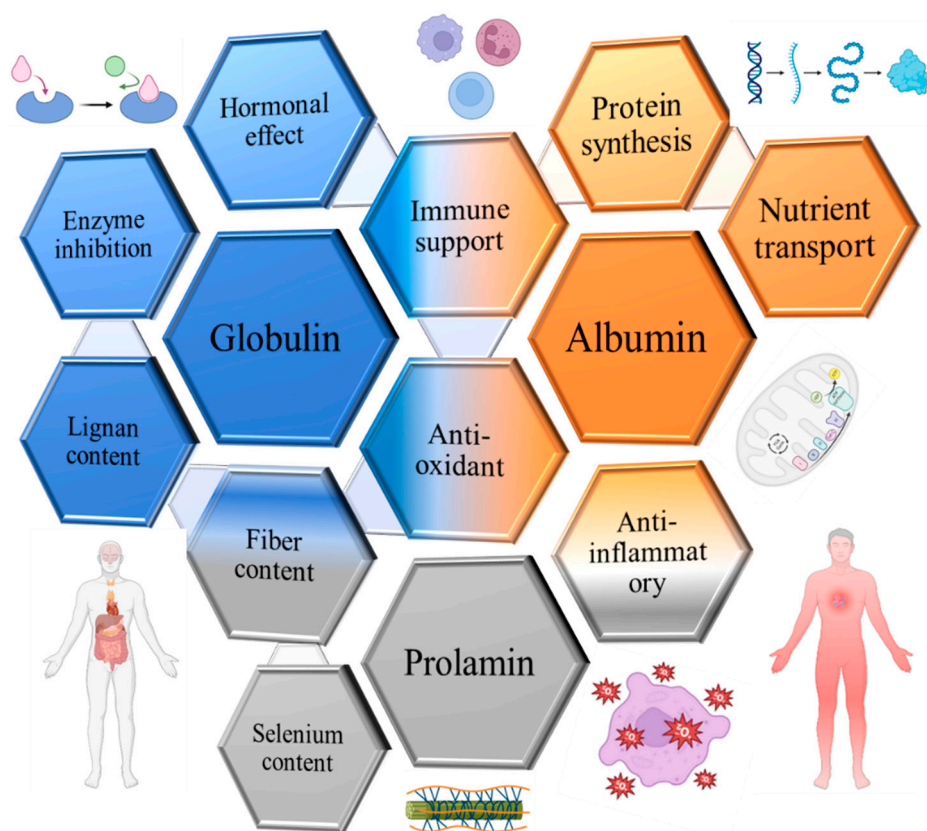 Hormonal
effect
Protein
synthesis
Enzyme
inhibition
Immune
support
Nutrient
transport
Globulin
Albumin
Lignan
content
Anti-
oxidant
Fiber
content
Anti-
inflammat
ory
Prolamin
Selenium
content